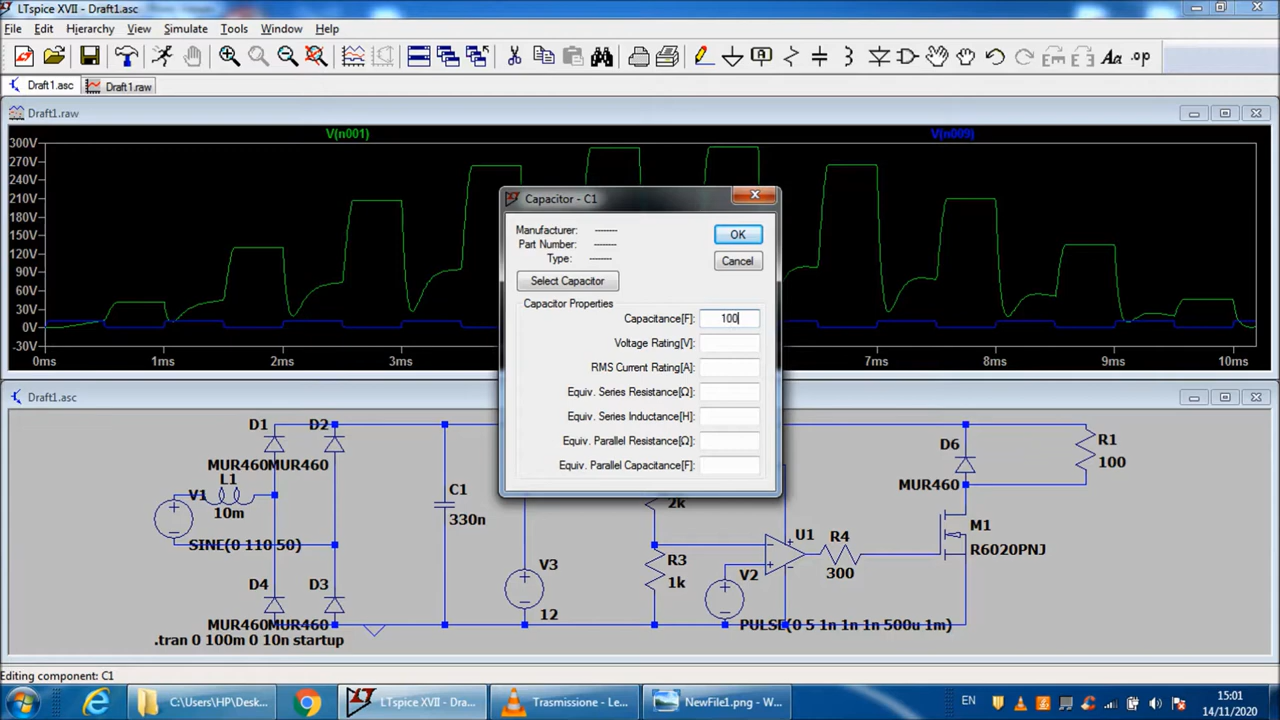 LTspice XVII - Draft1.asc
File Edit Hierarchy View Simulate Tools Window Help
Aa .op
Draft1.asc Draft1.raw
Draft1.raw
V(n001) V(n009)
300V
270V
240V
210V
180V
150V
120V
90V
60V
30V
0V
-30V
0ms 1ms 2ms 3ms 7ms 8ms 9ms 10ms
Capacitor - C1
Manufacturer: --------
Part Number: --------
Type: --------
OK
Cancel
Select Capacitor
Capacitor Properties
Capacitance[F]: 100
Voltage Rating[V]:
RMS Current Rating[A]:
Equiv. Series Resistance[Ω]:
Equiv. Series Inductance[H]:
Equiv. Parallel Resistance[Ω]:
Equiv. Parallel Capacitance[F]:
Draft1.asc
D1 D2
MUR460 MUR460
L1
10m
V1
SINE(0 110 50)
D4 D3
MUR460 MUR460
.tran 0 100m 0 10n startup
C1
330n
V3
12
2k
R3
1k
V2
PULSE(0 5 1n 1n 1n 500u 1m)
U1
R4
300
D6
MUR460
R1
100
M1
R6020PNJ
Editing component: C1
C:\Users\HP\Desk... LTspice XVII - Dra... Trasmissione - Le... NewFile1.png - W...
EN
15:01
14/11/2020